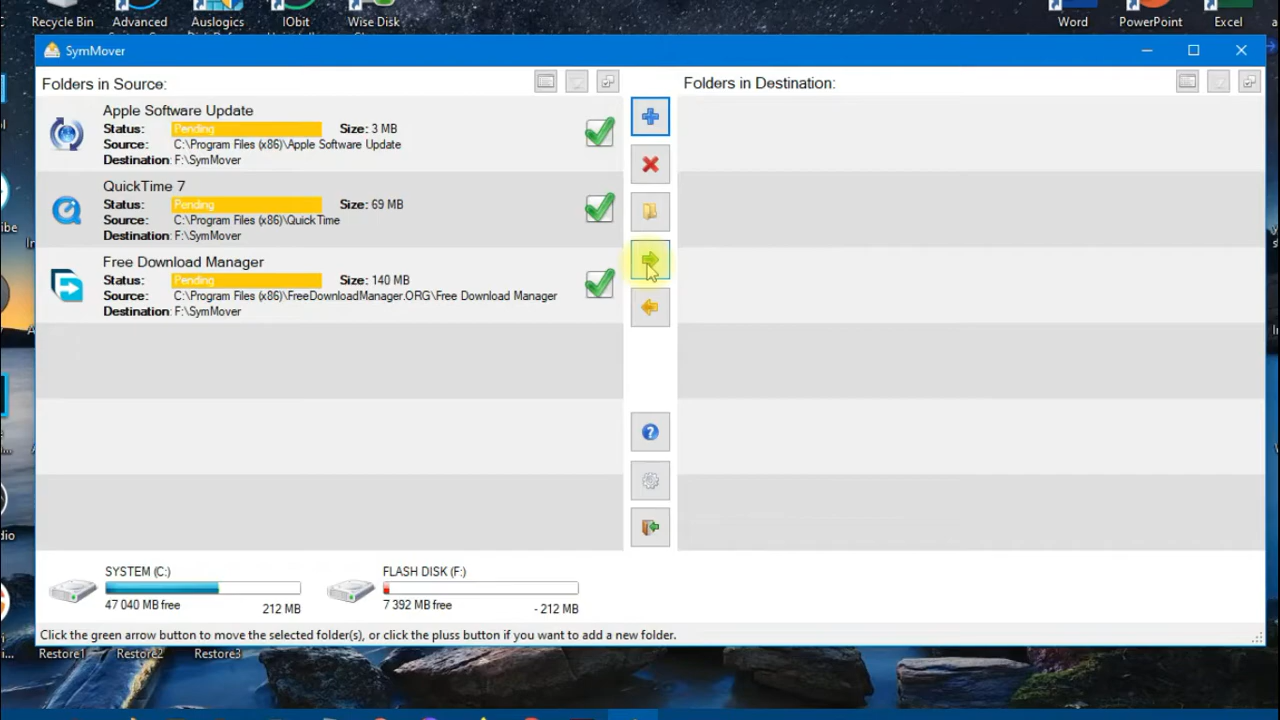 Recycle Bin
Advanced
Auslogics
IObit
Wise Disk
Word
PowerPoint
Excel
SymMover
Folders in Source:
Folders in Destination:
Apple Software Update
Status: Pending Size: 3 MB
Source: C:\Program Files (x86)\Apple Software Update
Destination: F:\SymMover
QuickTime 7
Status: Pending Size: 69 MB
Source: C:\Program Files (x86)\QuickTime
Destination: F:\SymMover
Free Download Manager
Status: Pending Size: 140 MB
Source: C:\Program Files (x86)\FreeDownloadManager.ORG\Free Download Manager
Destination: F:\SymMover
SYSTEM (C:)
47 040 MB free 212 MB
FLASH DISK (F:)
7 392 MB free - 212 MB
Click the green arrow button to move the selected folder(s), or click the pluss button if you want to add a new folder.
Restore1
Restore2
Restore3